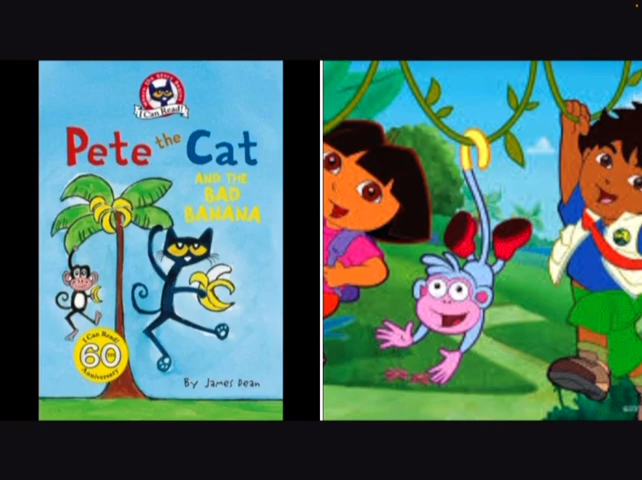 I Can Read!
Pete the Cat
AND THE
BAD
BANANA
I Can Read!
60
Anniversary
By James Dean